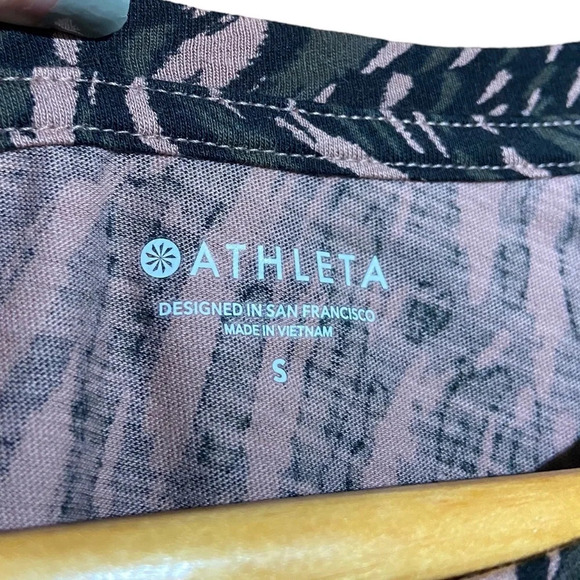 ATHLETA
DESIGNED IN SAN FRANCISCO
MADE IN VIETNAM
S